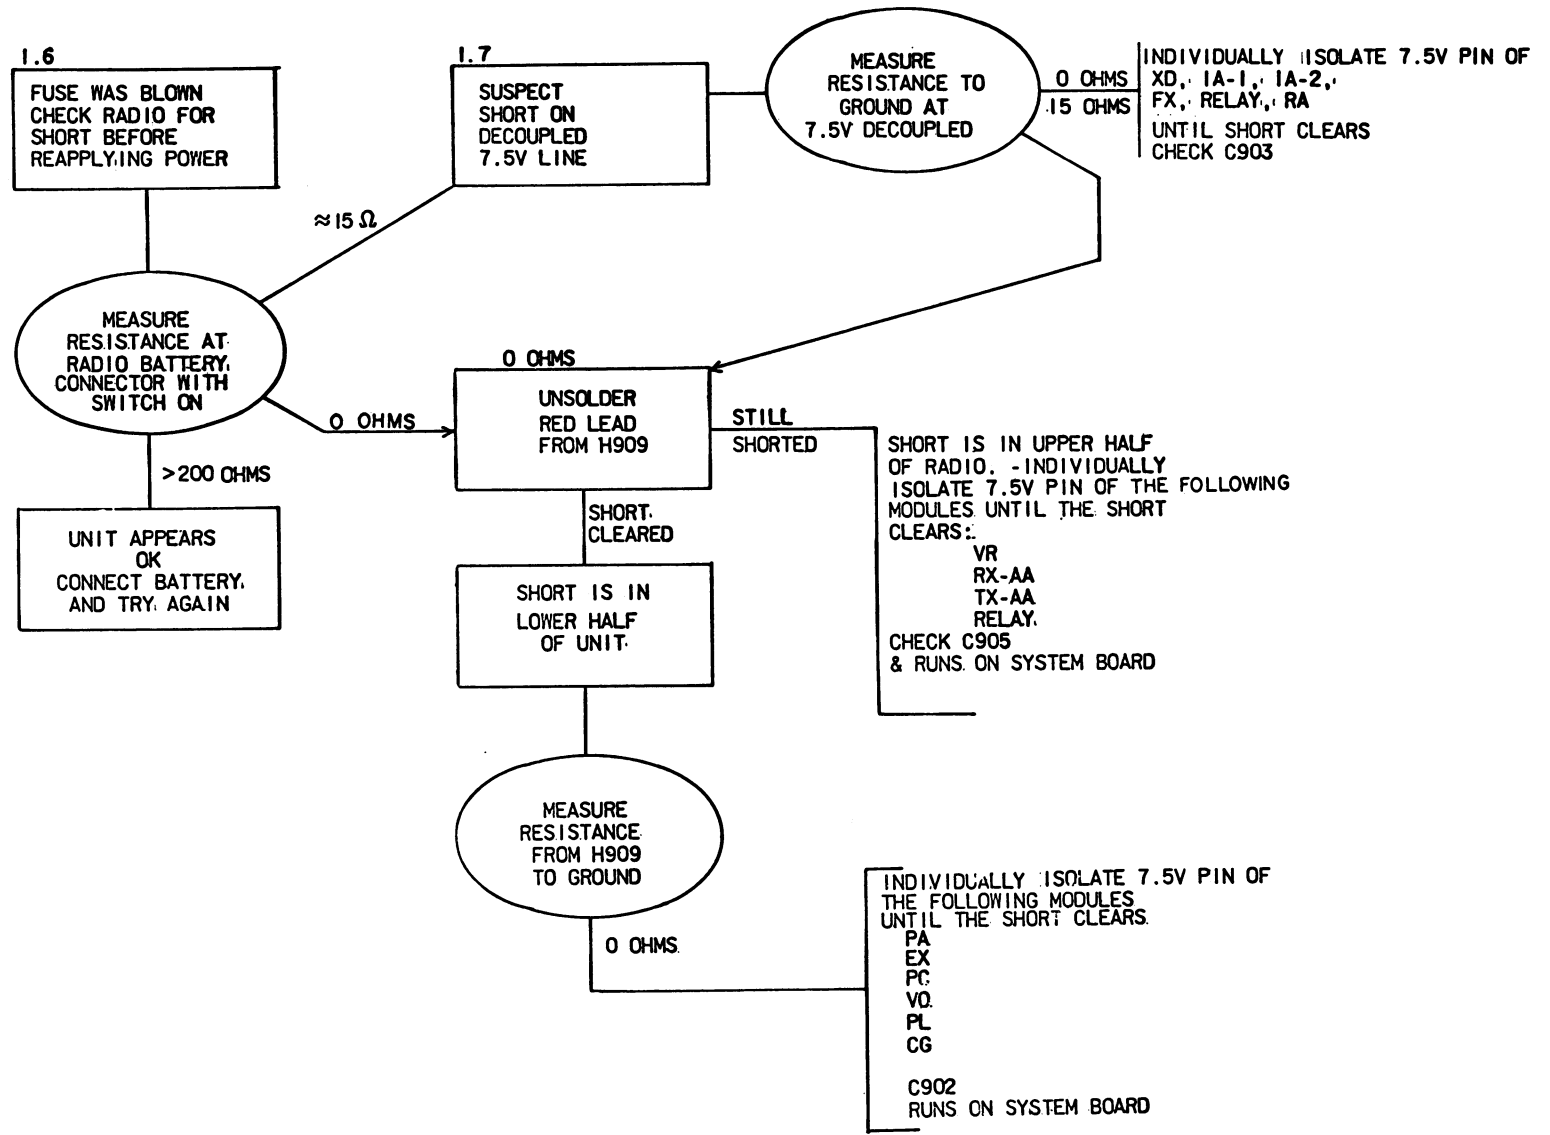 1.6
FUSE WAS BLOWN
CHECK RADIO FOR
SHORT BEFORE
REAPPLYING POWER
1.7
SUSPECT
SHORT ON
DECOUPLED
7.5V LINE
MEASURE
RESISTANCE TO
GROUND AT
7.5V DECOUPLED
0 OHMS
15 OHMS
INDIVIDUALLY ISOLATE 7.5V PIN OF
XD, IA-1, IA-2,
FX, RELAY, RA
UNTIL SHORT CLEARS
CHECK C903
≈15 Ω
MEASURE
RESISTANCE AT
RADIO BATTERY
CONNECTOR WITH
SWITCH ON
0 OHMS
>200 OHMS
UNIT APPEARS
OK
CONNECT BATTERY
AND TRY AGAIN
0 OHMS
UNSOLDER
RED LEAD
FROM H909
STILL
SHORTED
SHORT IS IN UPPER HALF
OF RADIO. -INDIVIDUALLY
ISOLATE 7.5V PIN OF THE FOLLOWING
MODULES UNTIL THE SHORT
CLEARS:
VR
RX-AA
TX-AA
RELAY
CHECK C905
& RUNS ON SYSTEM BOARD
SHORT
CLEARED
SHORT IS IN
LOWER HALF
OF UNIT
MEASURE
RESISTANCE
FROM H909
TO GROUND
0 OHMS
INDIVIDUALLY ISOLATE 7.5V PIN OF
THE FOLLOWING MODULES
UNTIL THE SHORT CLEARS.
PA
EX
PC
VO
PL
CG
C902
RUNS ON SYSTEM BOARD